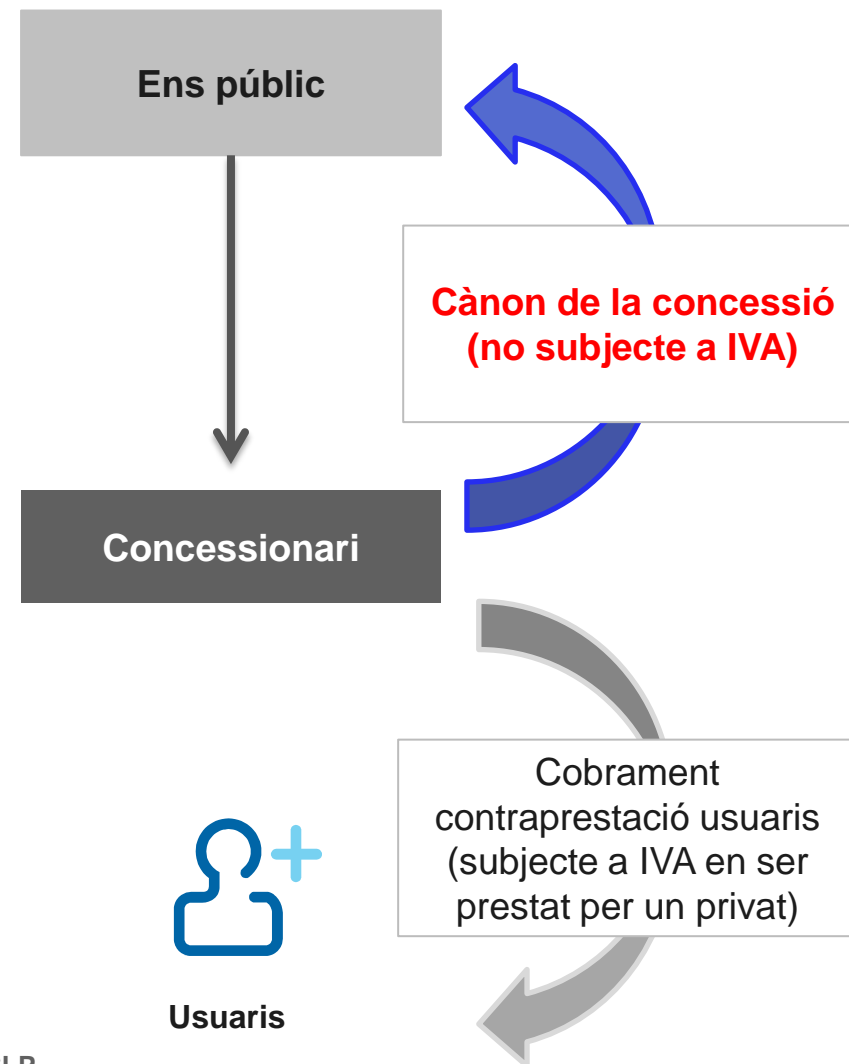 Ens públic
Cànon de la concessió
(no subjecte a IVA)
Concessionari
Cobrament
contraprestació usuaris
(subjecte a IVA en ser
prestat per un privat)
Usuaris